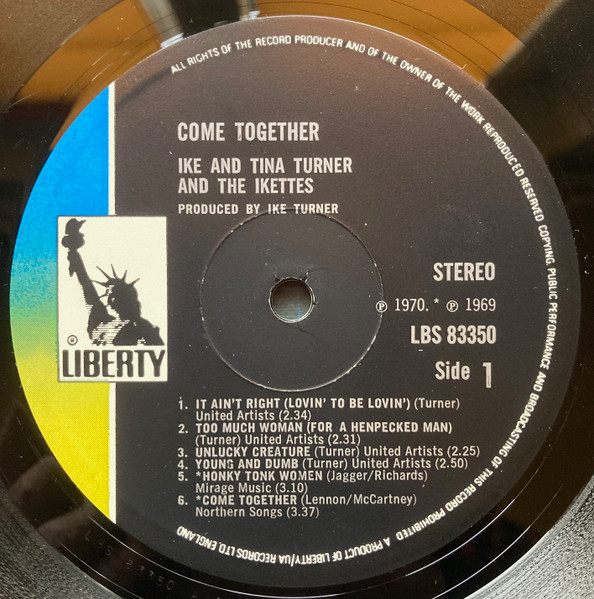 ALL RIGHTS OF THE RECORD PRODUCER AND OF THE OWNER OF THE WORK REPRODUCED RESERVED COPYING, PUBLIC PERFORMANCE AND BROADCASTING OF THIS RECORD PROHIBITED
COME TOGETHER
IKE AND TINA TURNER
AND THE IKETTES
PRODUCED BY IKE TURNER
STEREO
℗ 1970. * ℗ 1969
LBS 83350
Side 1
®
LIBERTY
1. IT AIN'T RIGHT (LOVIN' TO BE LOVIN') (Turner)
United Artists (2.34)
2. TOO MUCH WOMAN (FOR A HENPECKED MAN)
(Turner) United Artists (2.31)
3. UNLUCKY CREATURE (Turner) United Artists (2.25)
4. YOUNG AND DUMB (Turner) United Artists (2.50)
5. *HONKY TONK WOMEN (Jagger/Richards)
Mirage Music (3.10)
6. *COME TOGETHER (Lennon/McCartney)
Northern Songs (3.37)
A PRODUCT OF LIBERTY/UA RECORDS LTD. ENGLAND